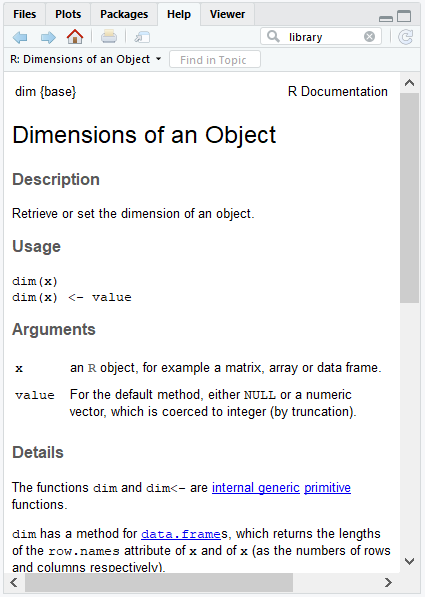 Files Plots Packages Help Viewer
library
R: Dimensions of an Object Find in Topic
dim {base} R Documentation
Dimensions of an Object
Description
Retrieve or set the dimension of an object.
Usage
dim(x)
dim(x) <- value
Arguments
x an R object, for example a matrix, array or data frame.
value For the default method, either NULL or a numeric
vector, which is coerced to integer (by truncation).
Details
The functions dim and dim<- are internal generic primitive
functions.
dim has a method for data.frames, which returns the lengths
of the row.names attribute of x and of x (as the numbers of rows
and columns respectively).